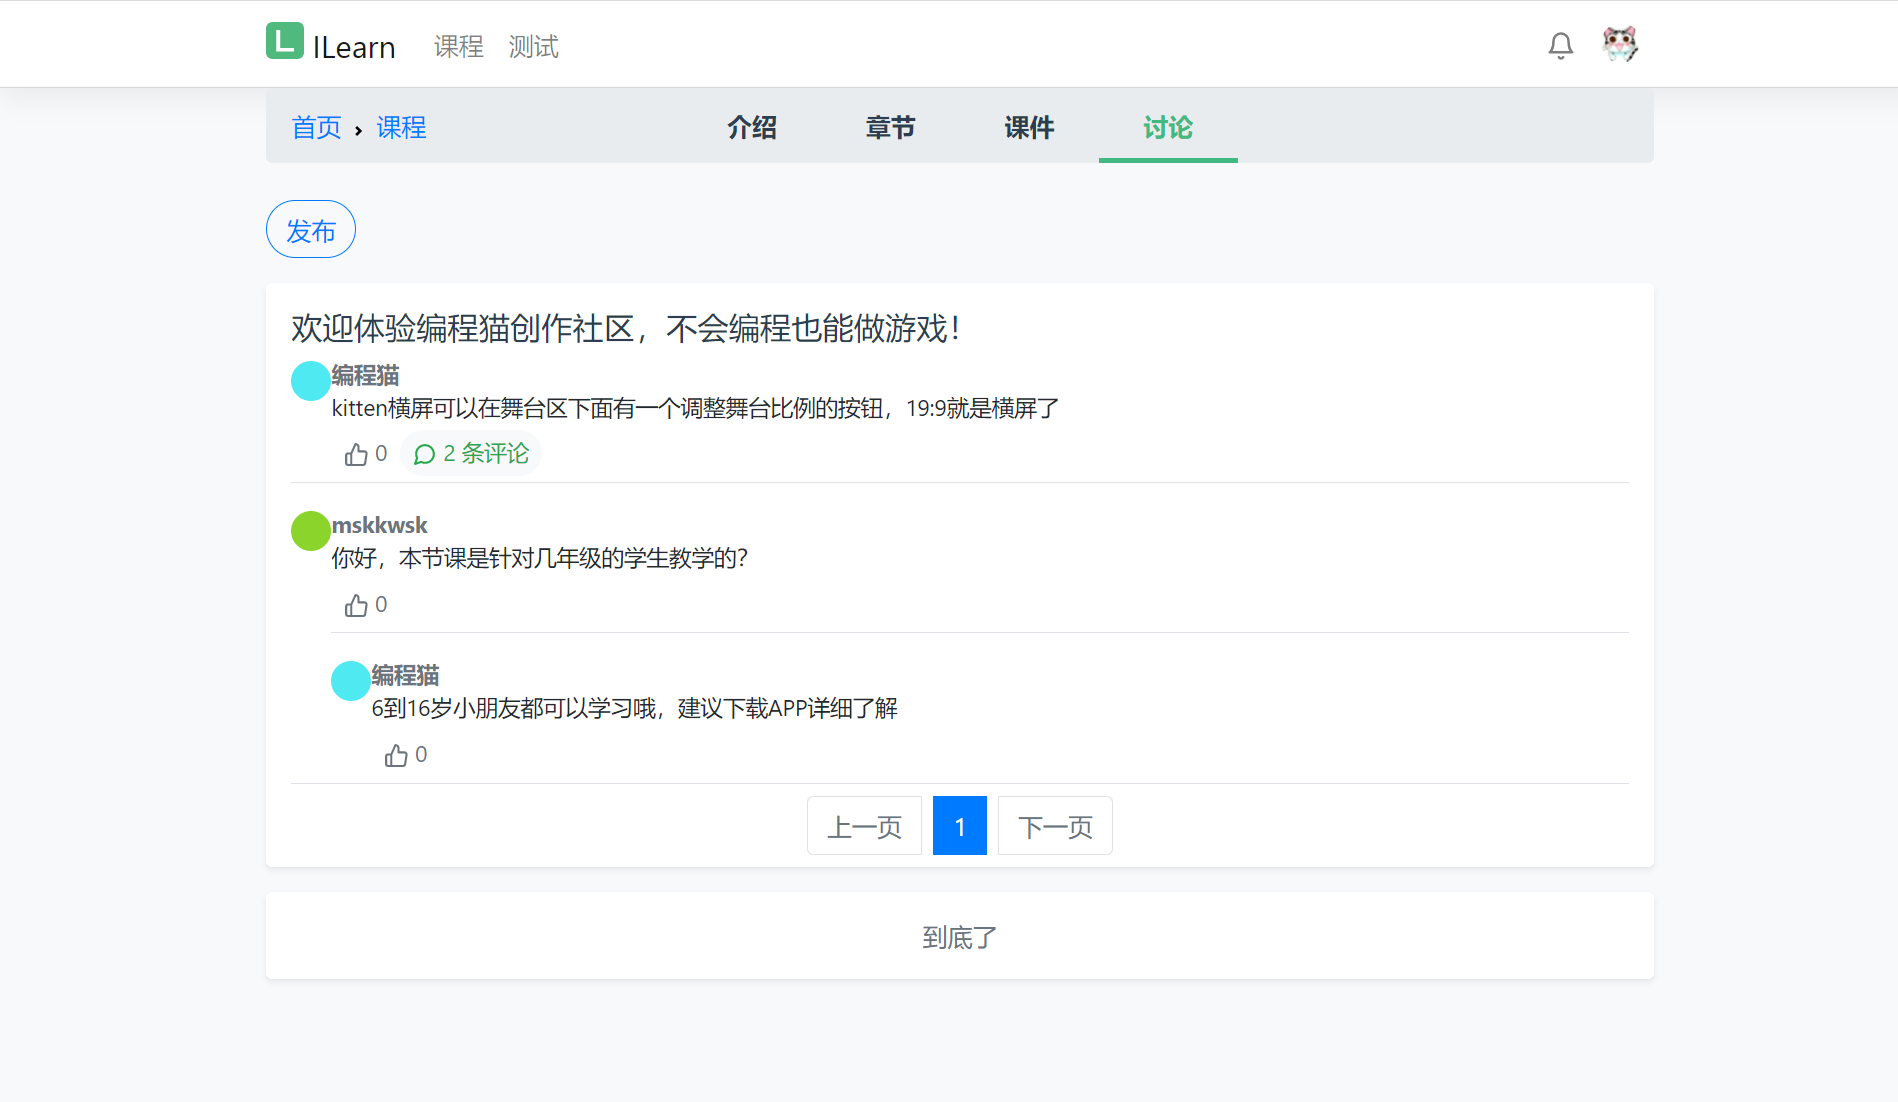 L ILearn 课程 测试
首页 › 课程 介绍 章节 课件 讨论
发布
欢迎体验编程猫创作社区，不会编程也能做游戏！
编程猫
kitten横屏可以在舞台区下面有一个调整舞台比例的按钮，19:9就是横屏了
0 2 条评论
mskkwsk
你好，本节课是针对几年级的学生教学的？
0
编程猫
6到16岁小朋友都可以学习哦，建议下载APP详细了解
0
上一页 1 下一页
到底了